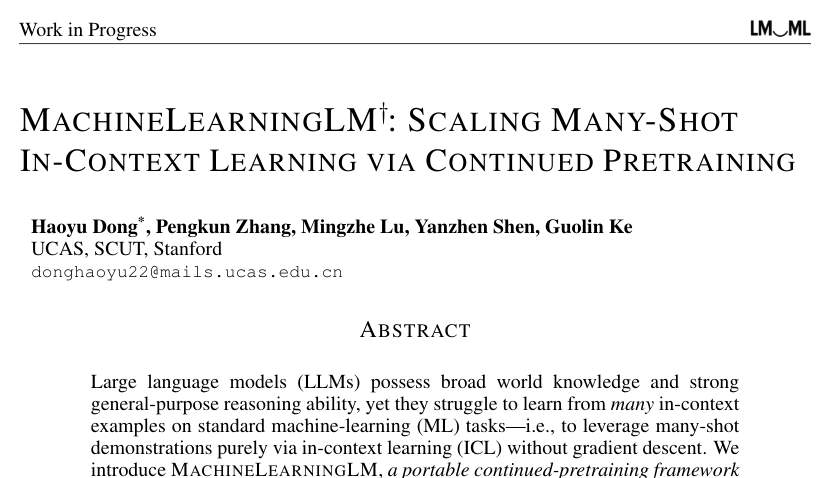 Work in Progress
LM ML
MACHINELEARNINGLM†: SCALING MANY-SHOT
IN-CONTEXT LEARNING VIA CONTINUED PRETRAINING
Haoyu Dong*, Pengkun Zhang, Mingzhe Lu, Yanzhen Shen, Guolin Ke
UCAS, SCUT, Stanford
donghaoyu22@mails.ucas.edu.cn
ABSTRACT
Large language models (LLMs) possess broad world knowledge and strong
general-purpose reasoning ability, yet they struggle to learn from many in-context
examples on standard machine-learning (ML) tasks—i.e., to leverage many-shot
demonstrations purely via in-context learning (ICL) without gradient descent. We
introduce MACHINELEARNINGLM, a portable continued-pretraining framework